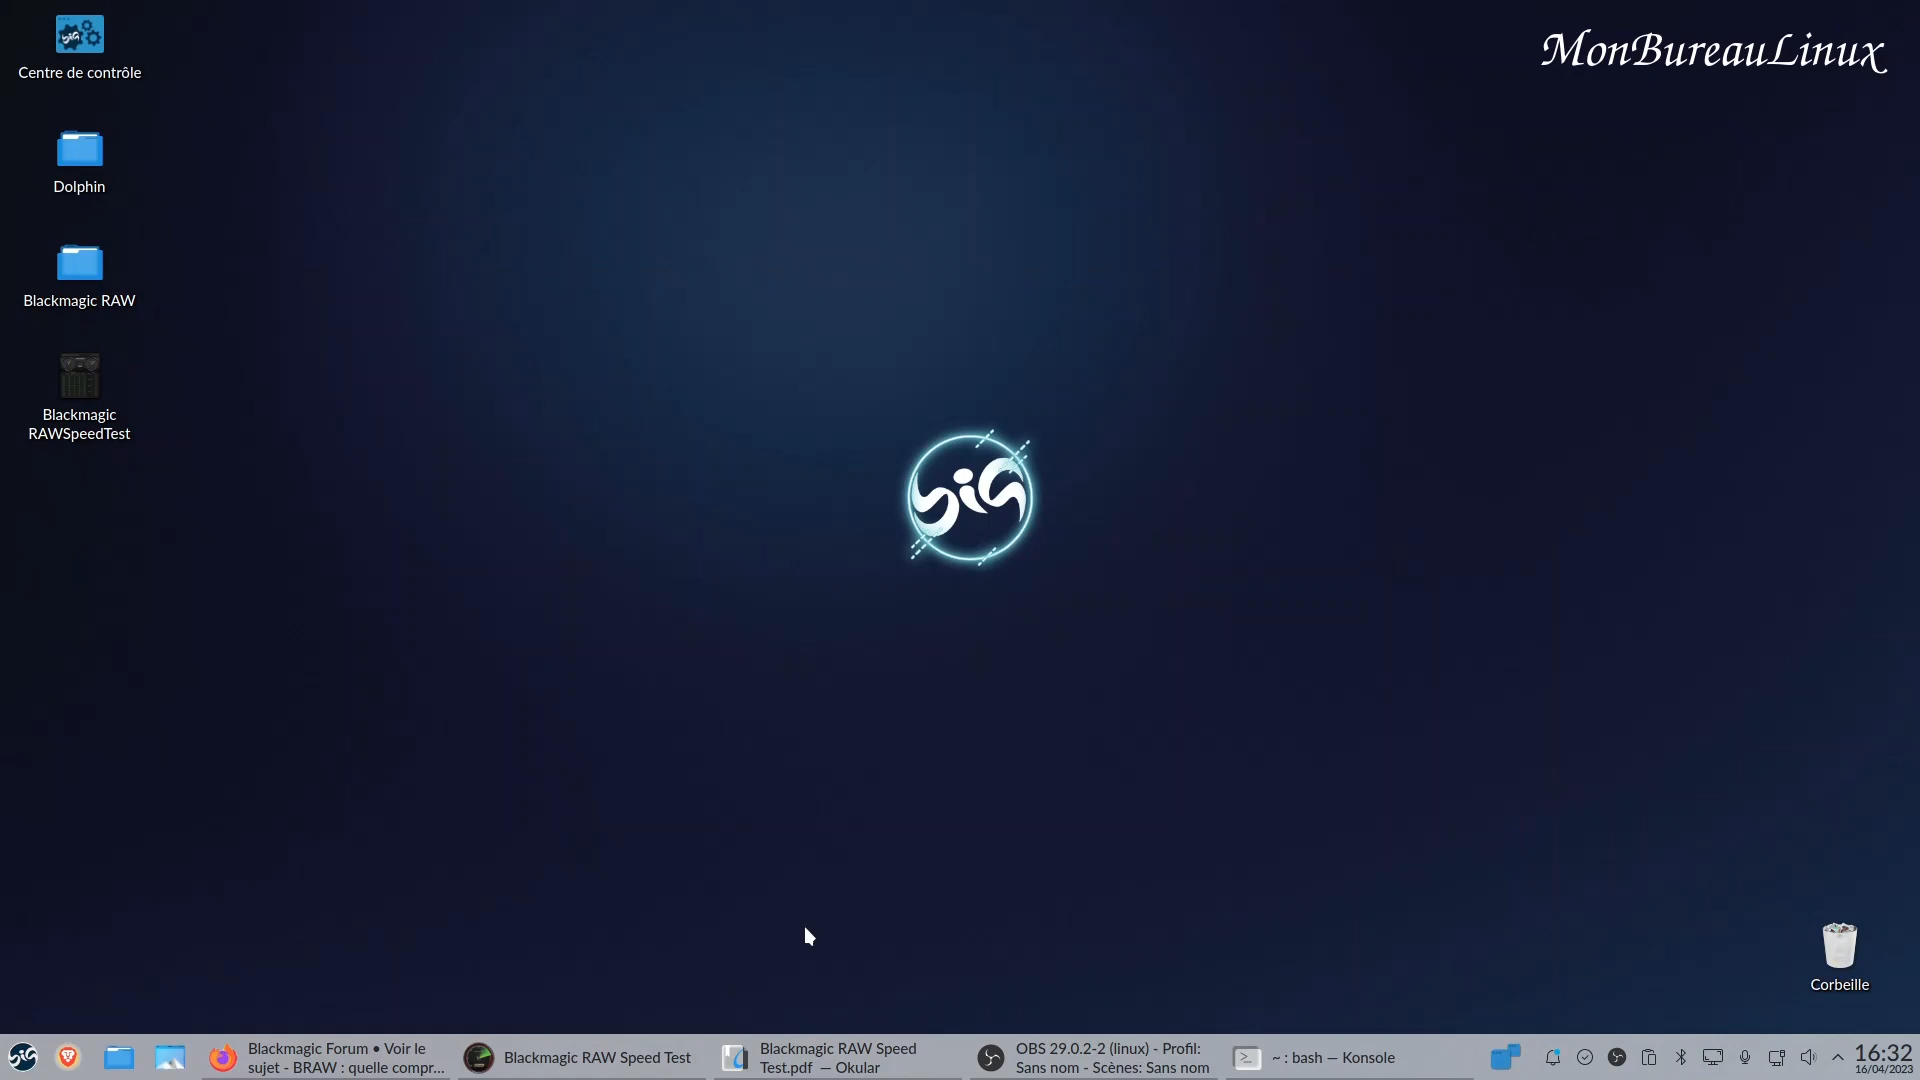 MonBureauLinux
Centre de contrôle
Dolphin
Blackmagic RAW
Blackmagic
RAWSpeedTest
BIG
Corbeille
Blackmagic Forum • Voir le
sujet - BRAW : quelle compr...
Blackmagic RAW Speed Test
Blackmagic RAW Speed
Test.pdf — Okular
OBS 29.0.2-2 (linux) - Profil:
Sans nom - Scènes: Sans nom
~ : bash — Konsole
16:32
16/04/2023